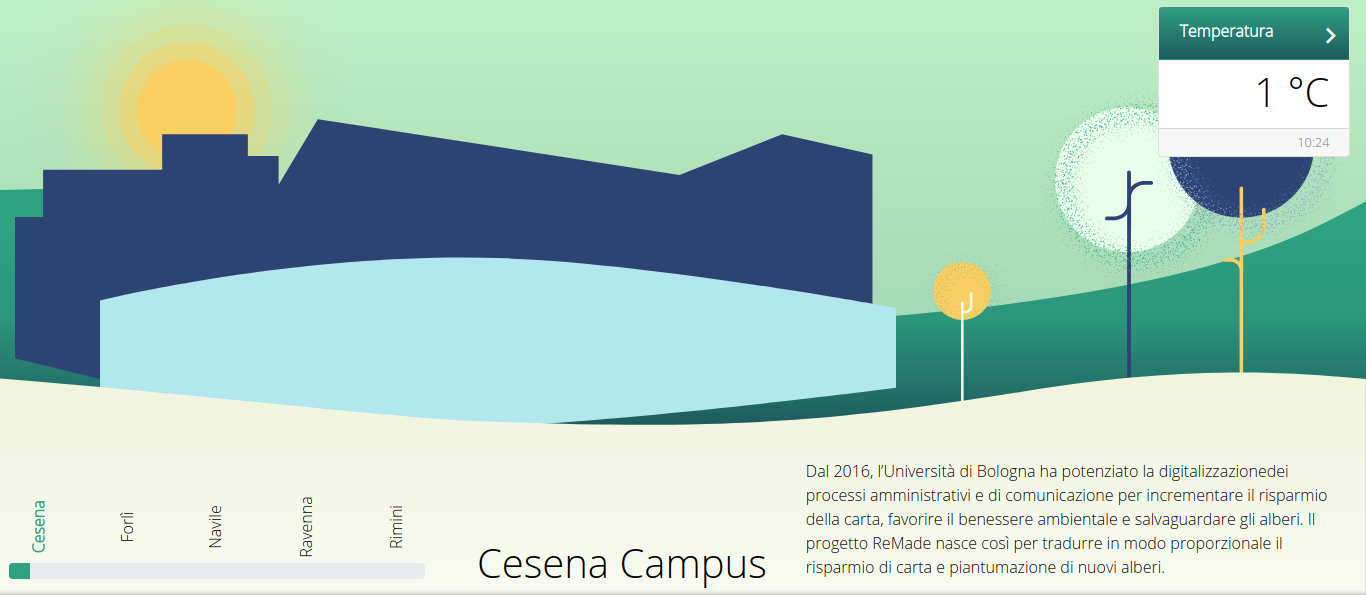 Temperatura
1 °C
10:24
Cesena
Forlì
Navile
Ravenna
Rimini
Cesena Campus
Dal 2016, l’Università di Bologna ha potenziato la digitalizzazionedei
processi amministrativi e di comunicazione per incrementare il risparmio
della carta, favorire il benessere ambientale e salvaguardare gli alberi. Il
progetto ReMade nasce così per tradurre in modo proporzionale il
risparmio di carta e piantumazione di nuovi alberi.